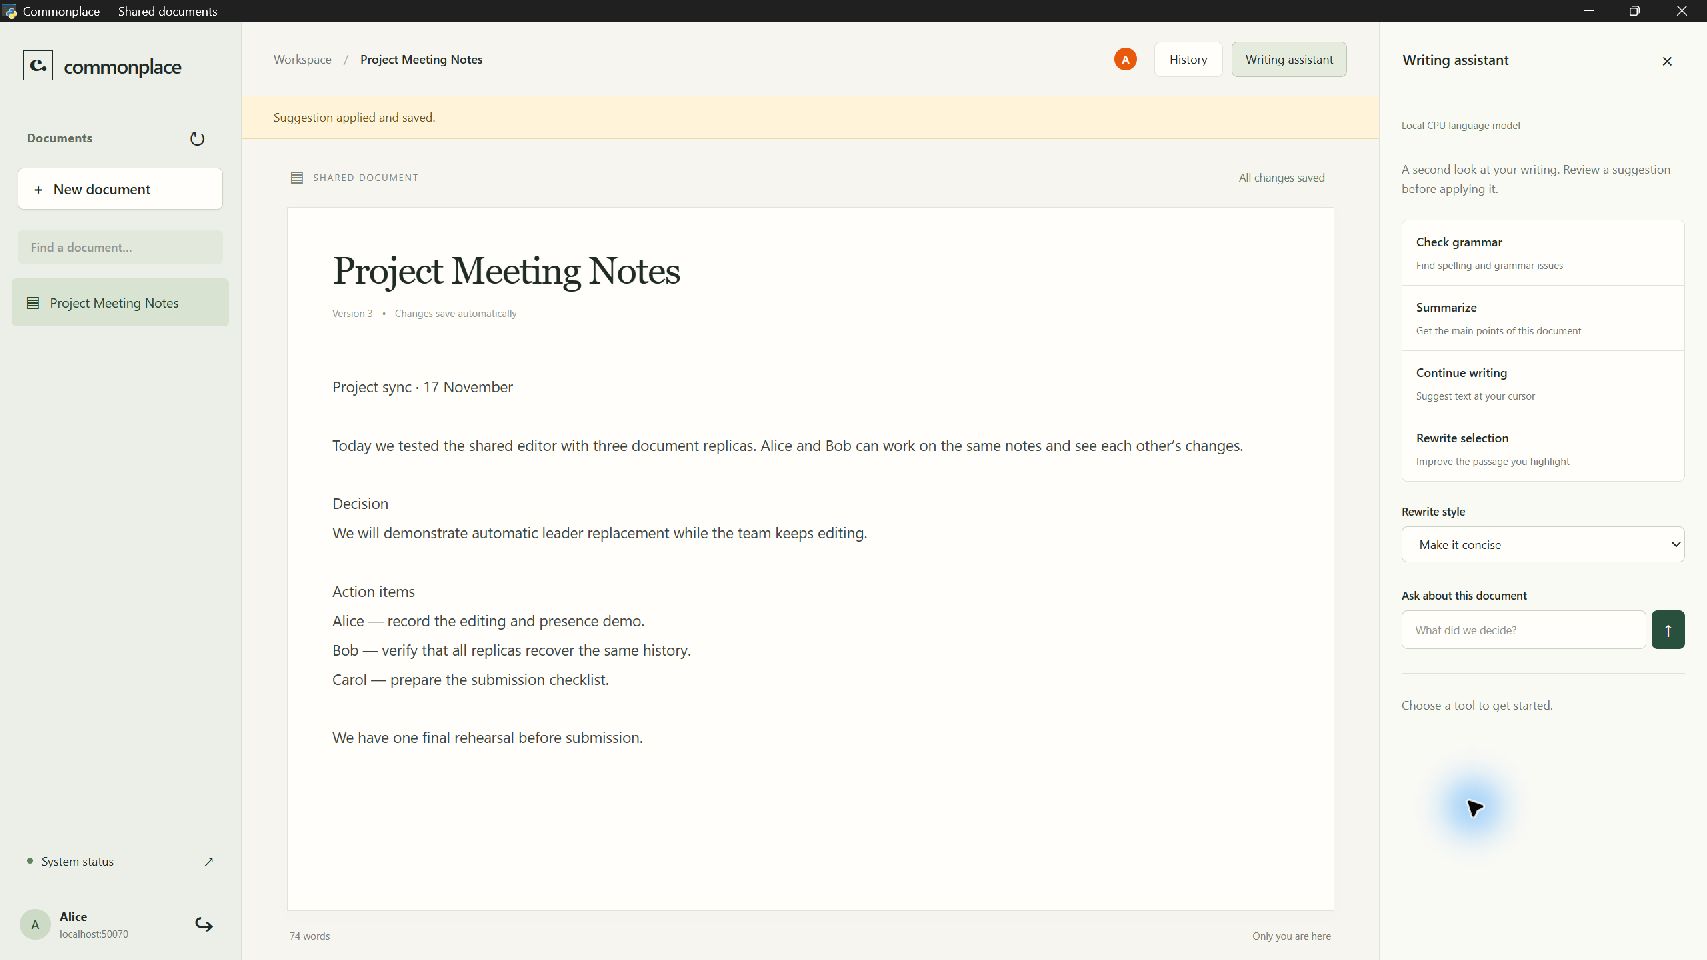 Commonplace Shared documents
commonplace
Documents
+ New document
Find a document...
Project Meeting Notes
System status ↗
A
Alice
localhost:50070
Workspace / Project Meeting Notes
A
History
Writing assistant
Suggestion applied and saved.
SHARED DOCUMENT
All changes saved
Project Meeting Notes
Version 3 • Changes save automatically
Project sync · 17 November
Today we tested the shared editor with three document replicas. Alice and Bob can work on the same notes and see each other’s changes.
Decision
We will demonstrate automatic leader replacement while the team keeps editing.
Action items
Alice — record the editing and presence demo.
Bob — verify that all replicas recover the same history.
Carol — prepare the submission checklist.
We have one final rehearsal before submission.
74 words
Only you are here
Writing assistant
Local CPU language model
A second look at your writing. Review a suggestion
before applying it.
Check grammar
Find spelling and grammar issues
Summarize
Get the main points of this document
Continue writing
Suggest text at your cursor
Rewrite selection
Improve the passage you highlight
Rewrite style
Make it concise
Ask about this document
What did we decide?
Choose a tool to get started.